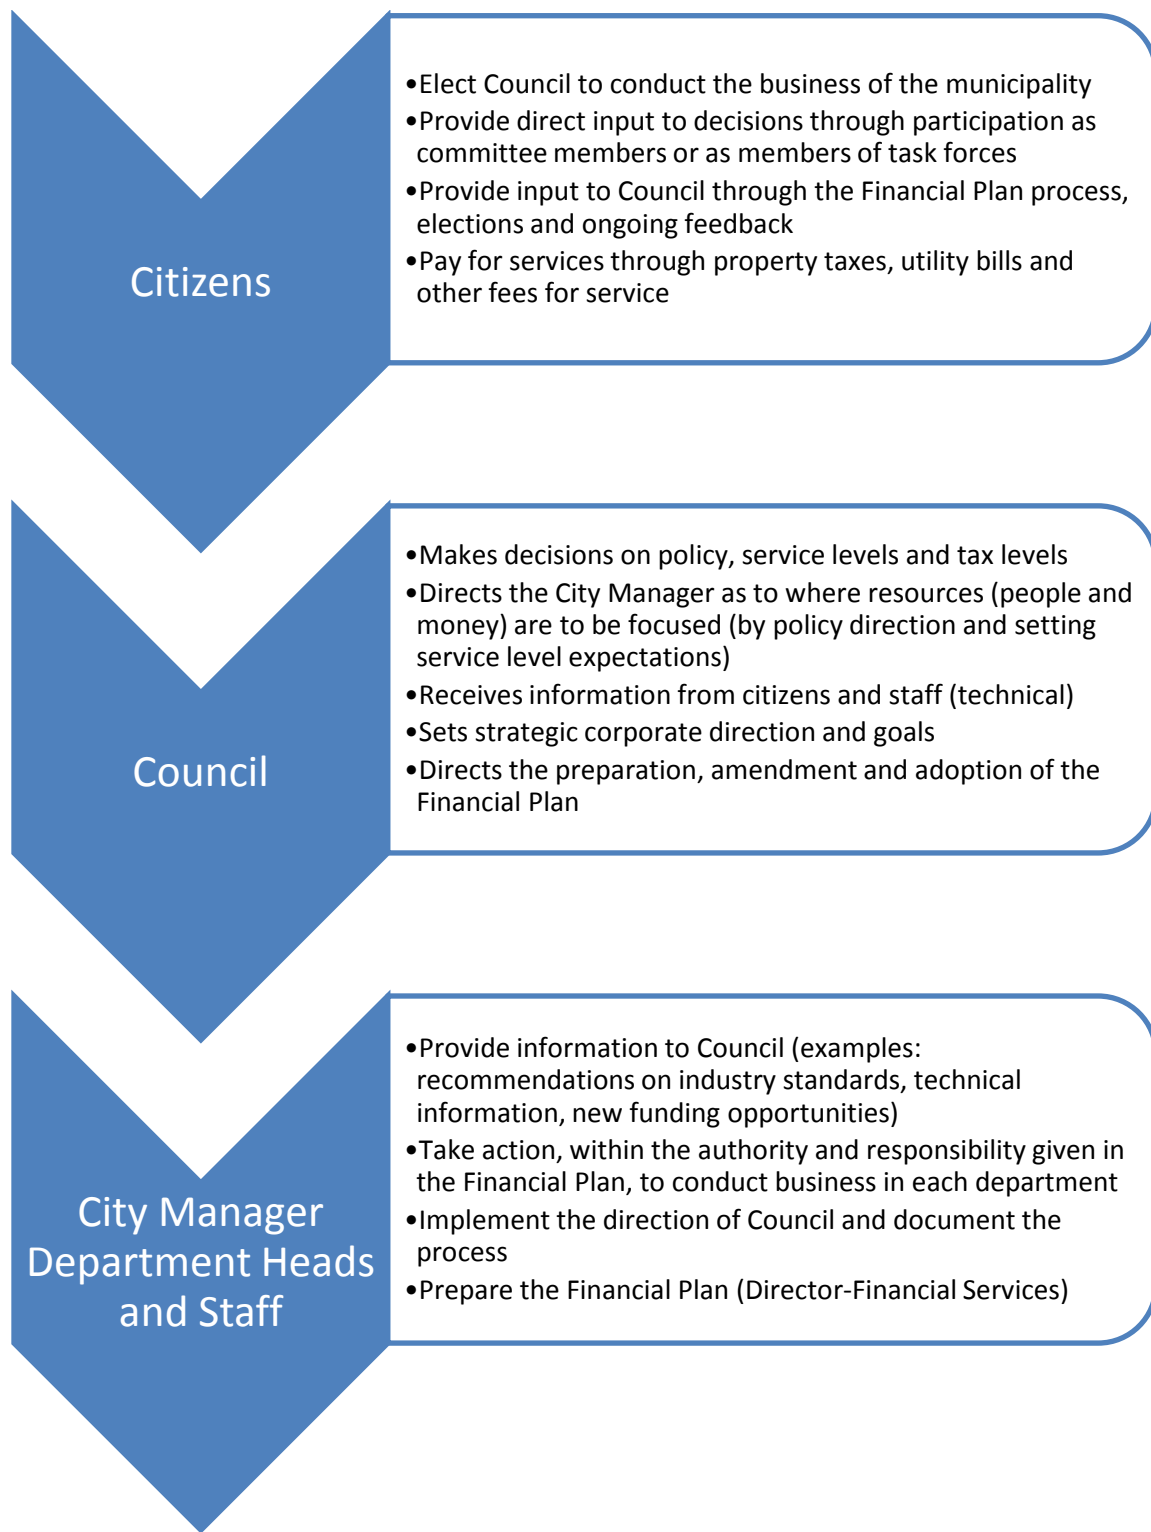 Citizens
•Elect Council to conduct the business of the municipality
•Provide direct input to decisions through participation as
committee members or as members of task forces
•Provide input to Council through the Financial Plan process,
elections and ongoing feedback
•Pay for services through property taxes, utility bills and
other fees for service
Council
•Makes decisions on policy, service levels and tax levels
•Directs the City Manager as to where resources (people and
money) are to be focused (by policy direction and setting
service level expectations)
•Receives information from citizens and staff (technical)
•Sets strategic corporate direction and goals
•Directs the preparation, amendment and adoption of the
Financial Plan
City Manager
Department Heads
and Staff
•Provide information to Council (examples:
recommendations on industry standards, technical
information, new funding opportunities)
•Take action, within the authority and responsibility given in
the Financial Plan, to conduct business in each department
•Implement the direction of Council and document the
process
•Prepare the Financial Plan (Director-Financial Services)